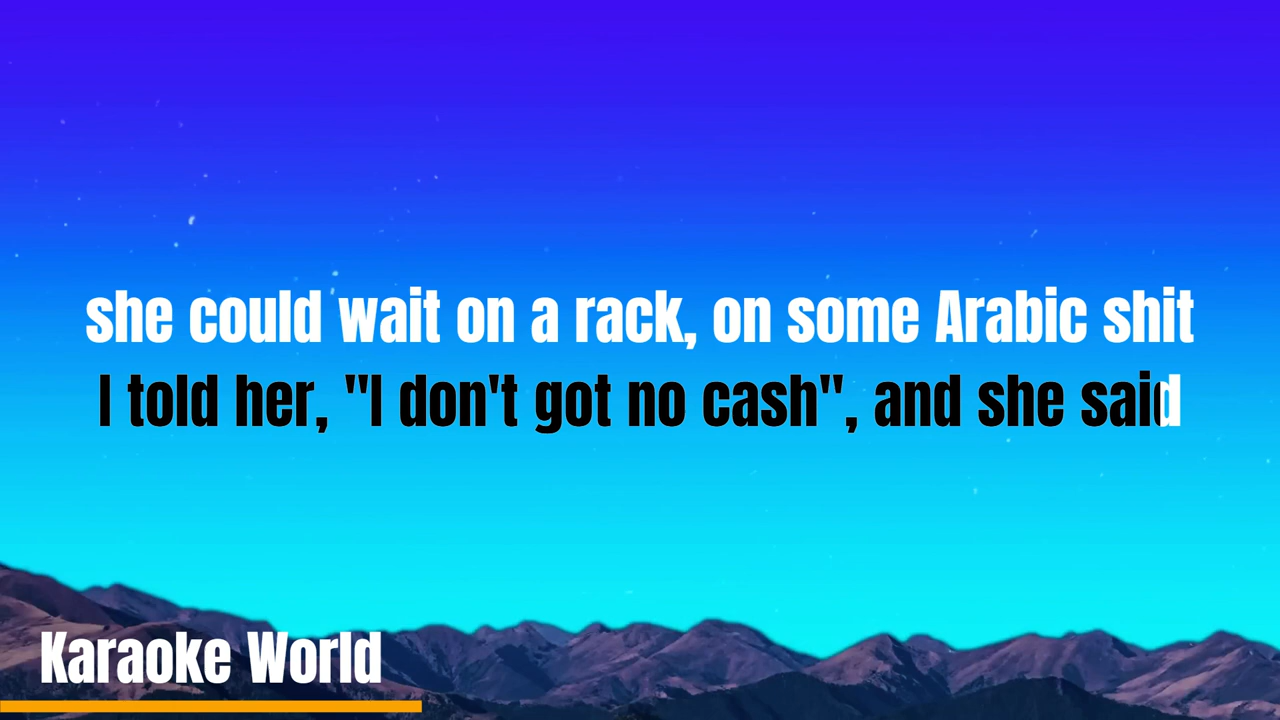 she could wait on a rack, on some Arabic shit
I told her, "I don't got no cash", and she said
Karaoke World